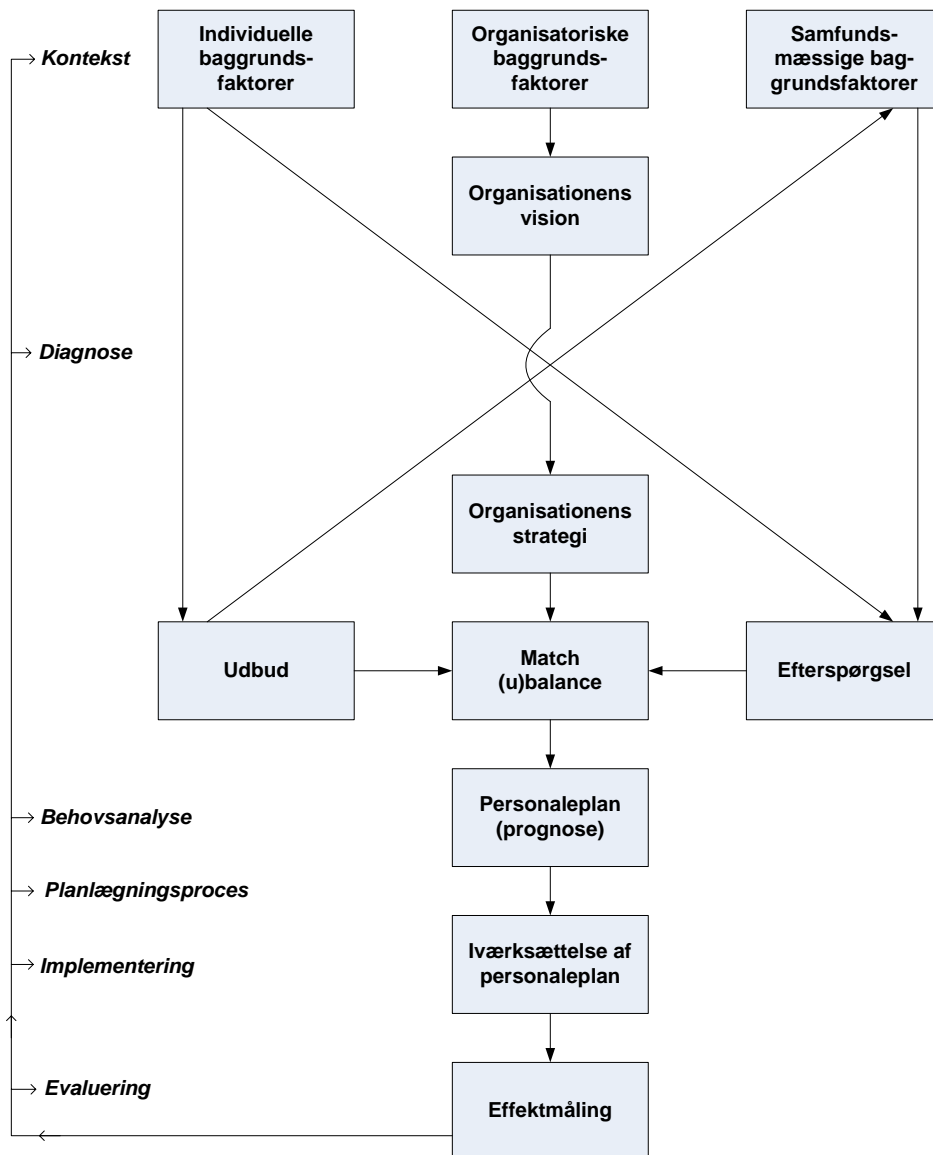 Kontekst
Individuelle
baggrunds-
faktorer
Organisatoriske
baggrunds-
faktorer
Samfunds-
mæssige bag-
grundsfaktorer
Organisationens
vision
Diagnose
Organisationens
strategi
Udbud
Match
(u)balance
Efterspørgsel
Behovsanalyse
Personaleplan
(prognose)
Planlægningsproces
Implementering
Iværksættelse af
personaleplan
Evaluering
Effektmåling